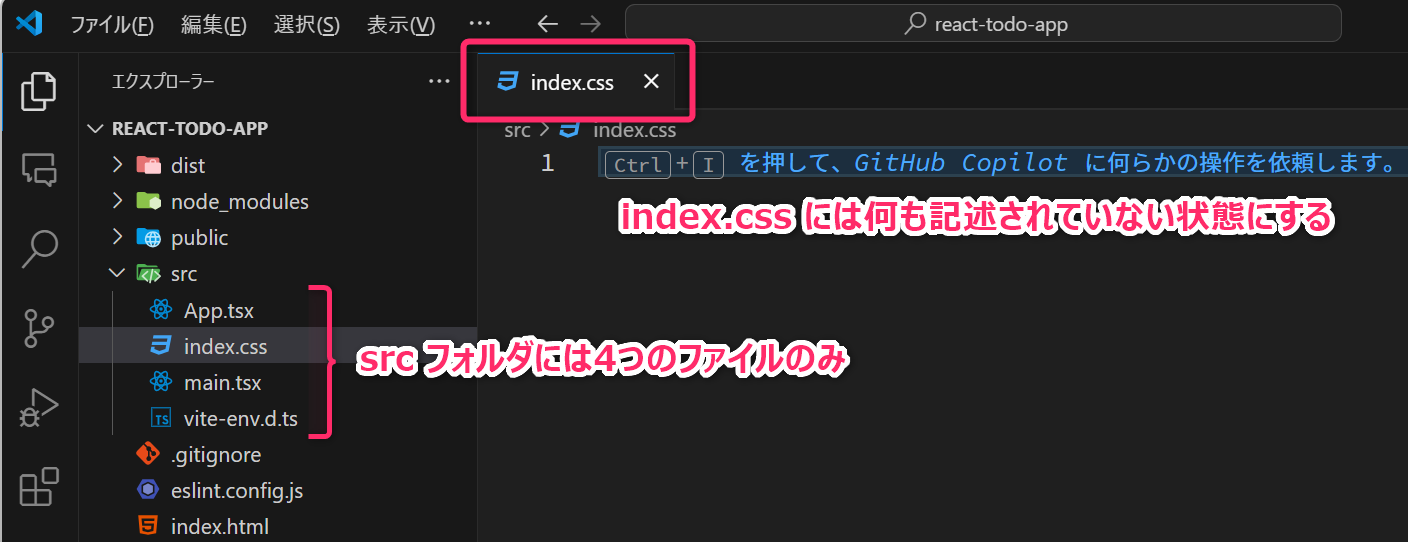 ファイル(F) 編集(E) 選択(S) 表示(V) ··· react-todo-app
エクスプローラー ···
index.css
REACT-TODO-APP
src > index.css
dist
1 Ctrl+I を押して、GitHub Copilot に何らかの操作を依頼します。
node_modules
index.css には何も記述されていない状態にする
public
src
App.tsx
index.css
src フォルダには4つのファイルのみ
main.tsx
TS vite-env.d.ts
.gitignore
eslint.config.js
index.html